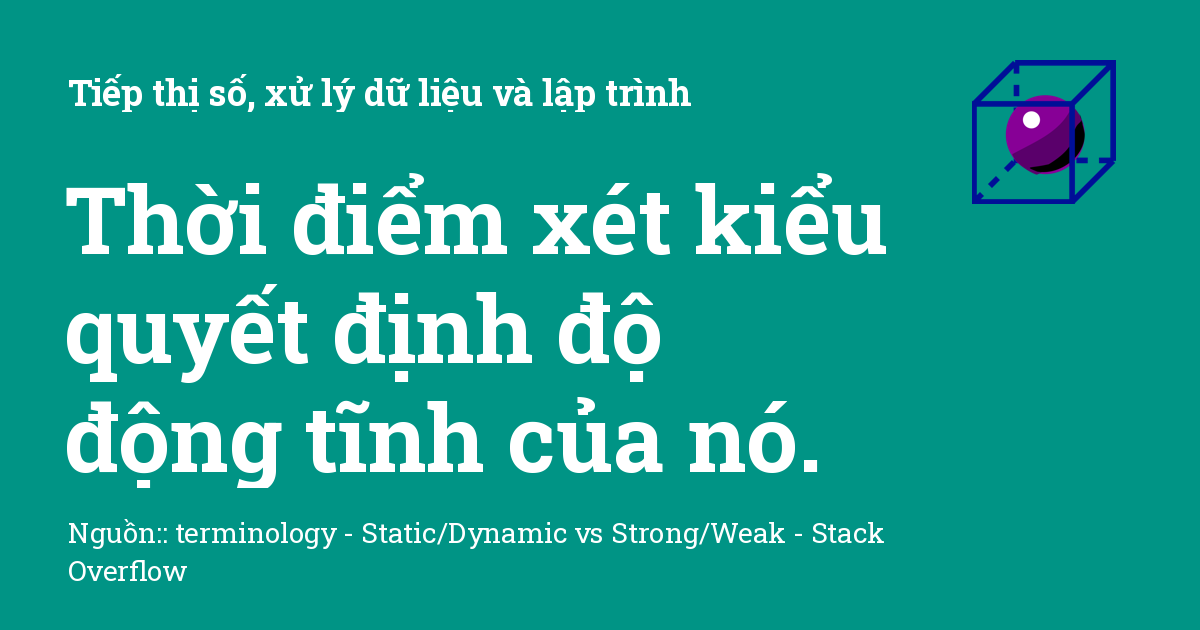 Tiếp thị số, xử lý dữ liệu và lập trình
Thời điểm xét kiểu
quyết định độ
động tĩnh của nó.
Nguồn:: terminology - Static/Dynamic vs Strong/Weak - Stack
Overflow